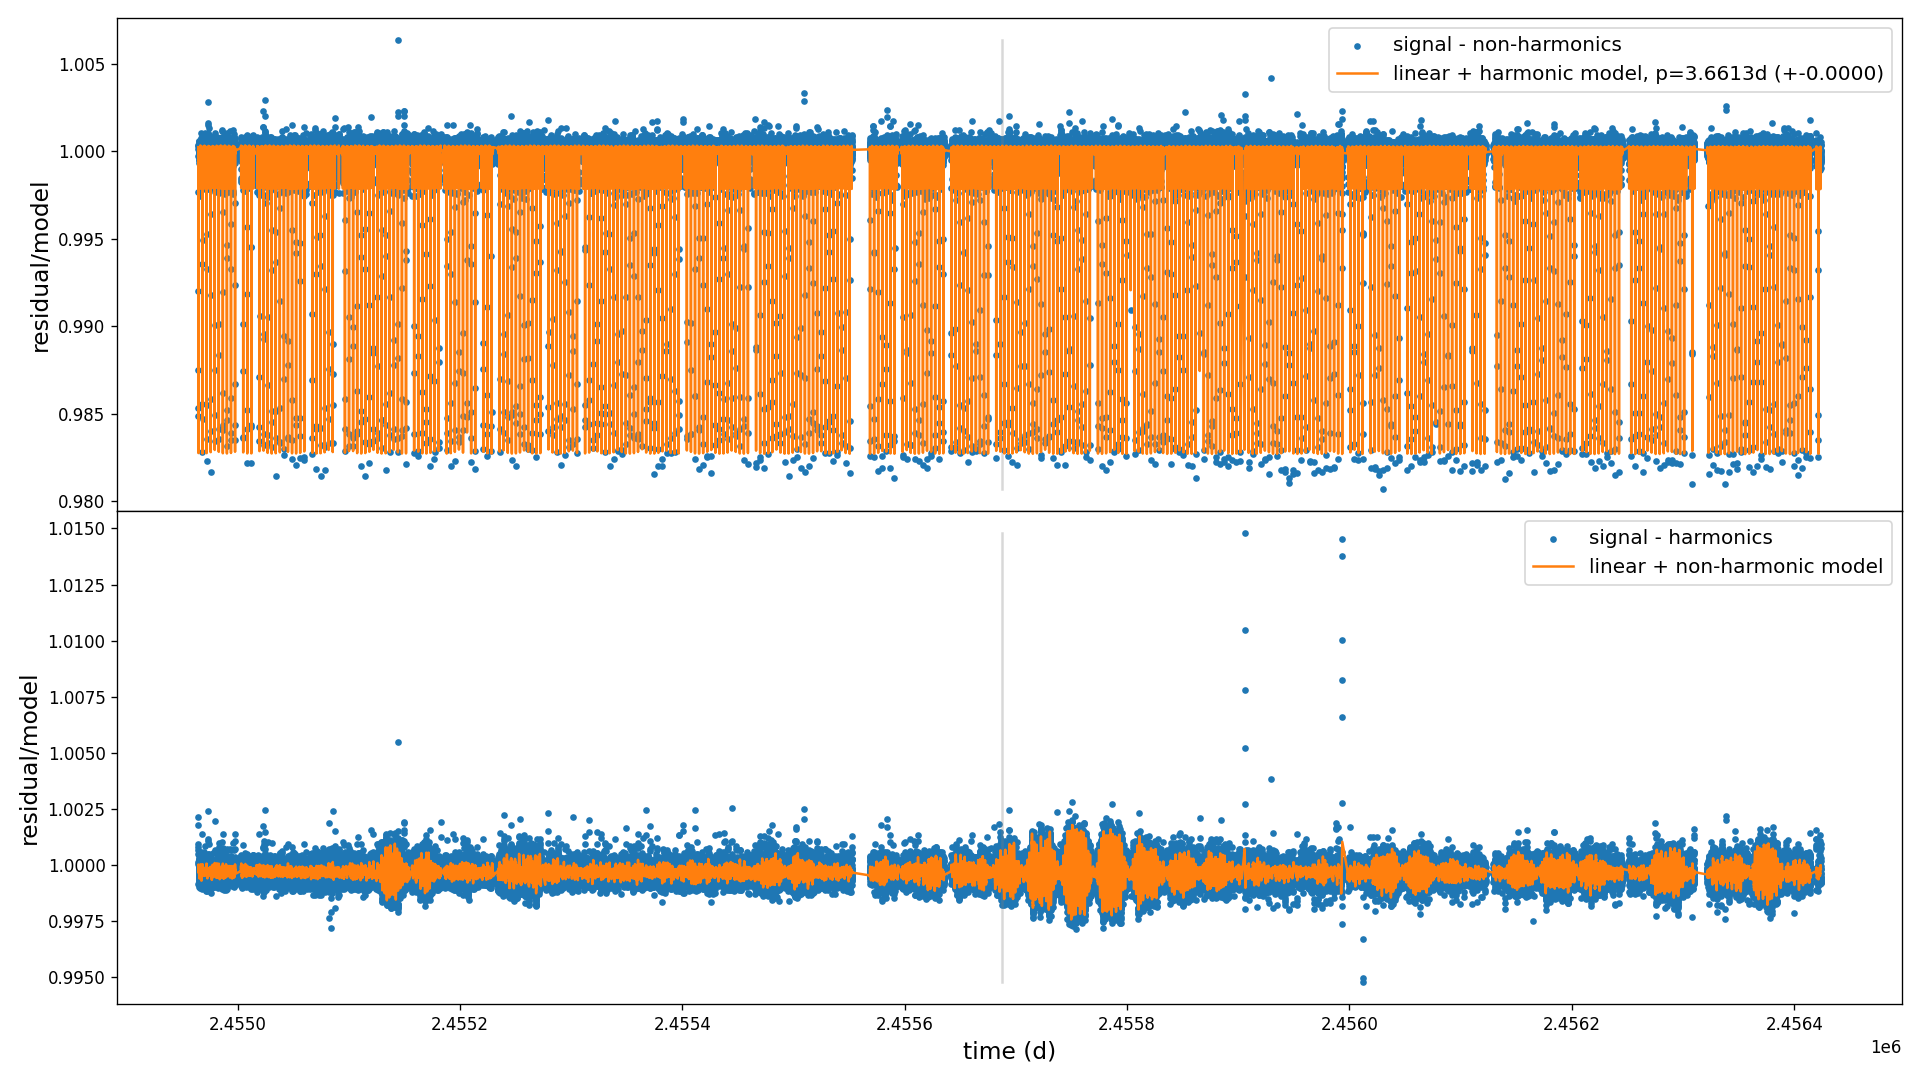 signal - non-harmonics
linear + harmonic model, p=3.6613d (+-0.0000)
residual/model
1.005
1.000
0.995
0.990
0.985
0.980
signal - harmonics
linear + non-harmonic model
residual/model
1.0150
1.0125
1.0100
1.0075
1.0050
1.0025
1.0000
0.9975
0.9950
2.4550 2.4552 2.4554 2.4556 2.4558 2.4560 2.4562 2.4564
1e6
time (d)